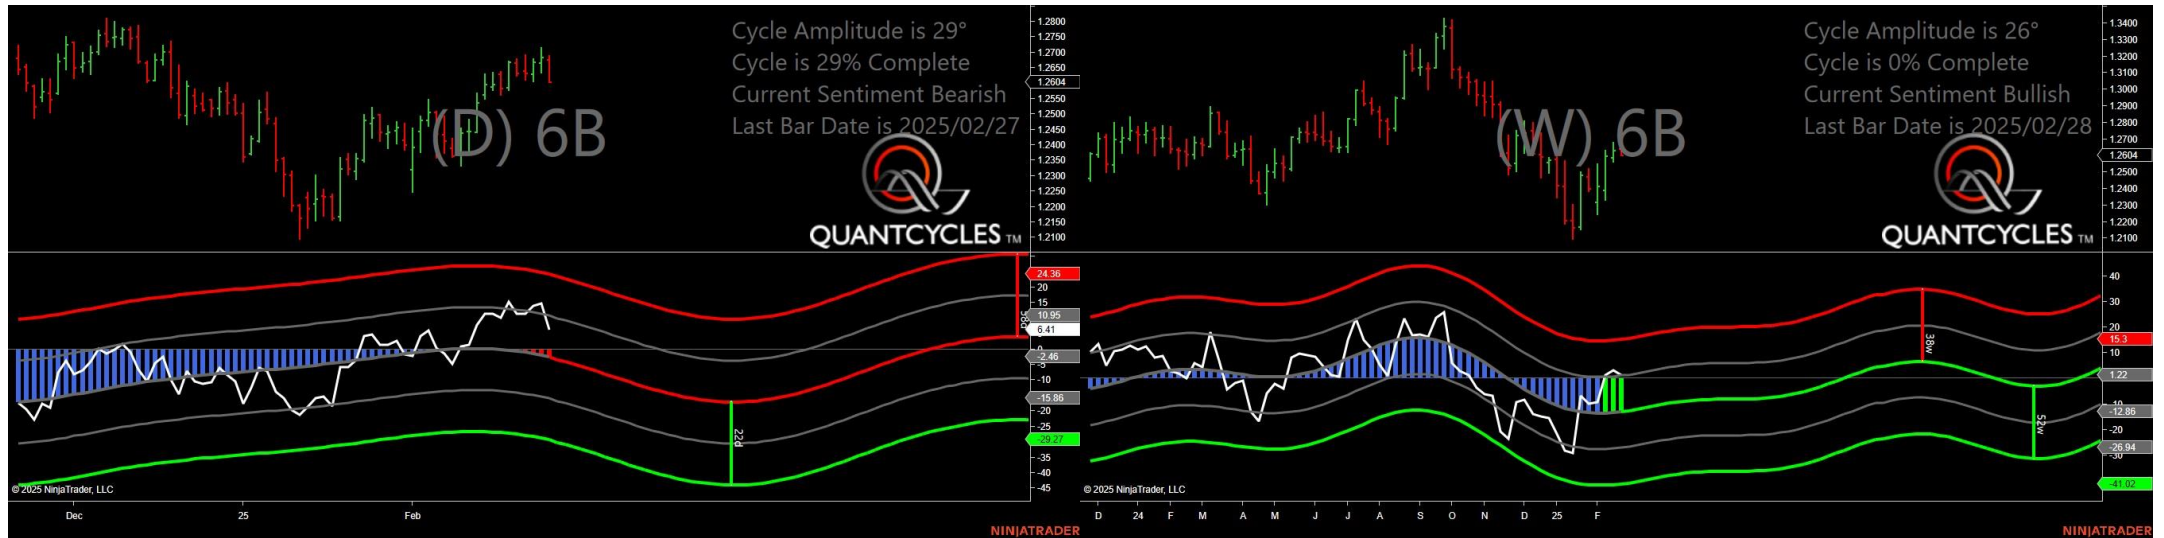 Cycle Amplitude is 29°
Cycle is 29% Complete
Current Sentiment Bearish
Last Bar Date is 2025/02/27
(D) 6B
QUANTCYCLES TM
1.2800
1.2750
1.2700
1.2650
1.2604
1.2550
1.2500
1.2450
1.2400
1.2350
1.2300
1.2250
1.2200
1.2150
1.2100
24.36
20
15
10.95
6.41
0
-2.46
-5
-10
-15.86
-20
-25
-29.27
-35
-40
-45
22d
© 2025 NinjaTrader, LLC
Dec
25
Feb
NINJATRADER
Cycle Amplitude is 26°
Cycle is 0% Complete
Current Sentiment Bullish
Last Bar Date is 2025/02/28
(W) 6B
QUANTCYCLES TM
1.3400
1.3300
1.3200
1.3100
1.3000
1.2900
1.2800
1.2700
1.2604
1.2500
1.2400
1.2300
1.2200
1.2100
40
30
20
15.3
10
1.22
-10
-12.86
-20
-26.94
-30
-41.02
38w
52w
© 2025 NinjaTrader, LLC
D
24
F
M
A
M
J
J
A
S
O
N
D
25
F
NINJATRADER